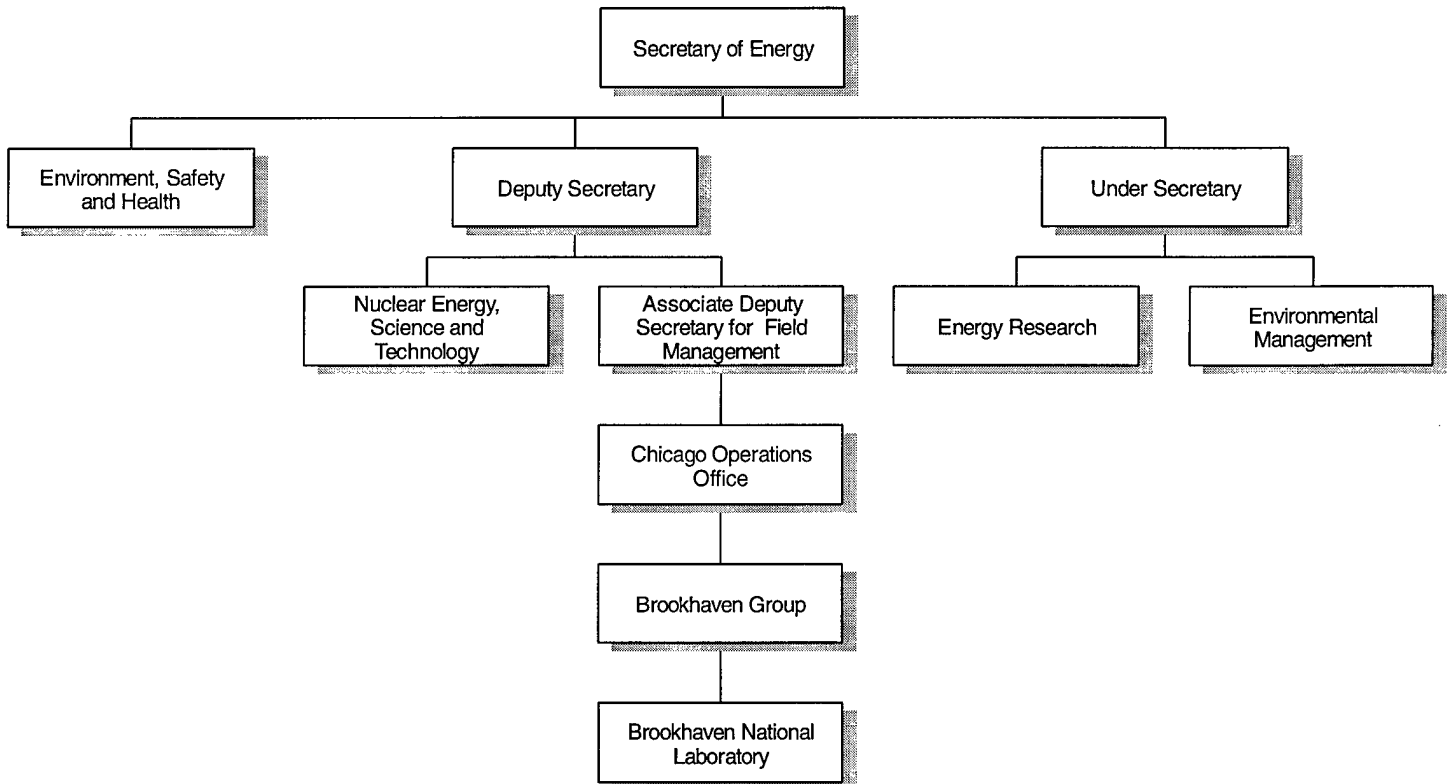 Secretary of Energy
Environment, Safety
and Health
Deputy Secretary
Under Secretary
Nuclear Energy,
Science and
Technology
Associate Deputy
Secretary for Field
Management
Energy Research
Environmental
Management
Chicago Operations
Office
Brookhaven Group
Brookhaven National
Laboratory